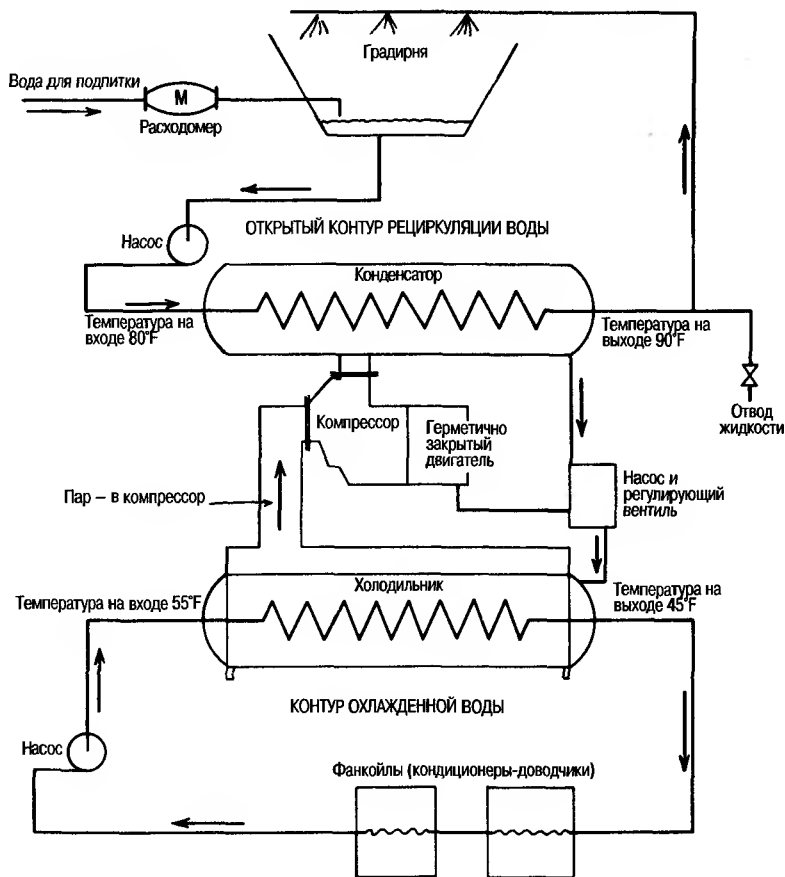 Градирня
Вода для подпитки
М
Расходомер
Насос
ОТКРЫТЫЙ КОНТУР РЕЦИРКУЛЯЦИИ ВОДЫ
Конденсатор
Температура на
входе 80°F
Температура на
выходе 90°F
Отвод
жидкости
Компрессор
Герметично
закрытый
двигатель
Насос и
регулирующий
вентиль
Пар – в компрессор
Холодильник
Температура на входе 55°F
Температура на
выходе 45°F
КОНТУР ОХЛАЖДЕННОЙ ВОДЫ
Насос
Фанкойлы (кондиционеры-доводчики)